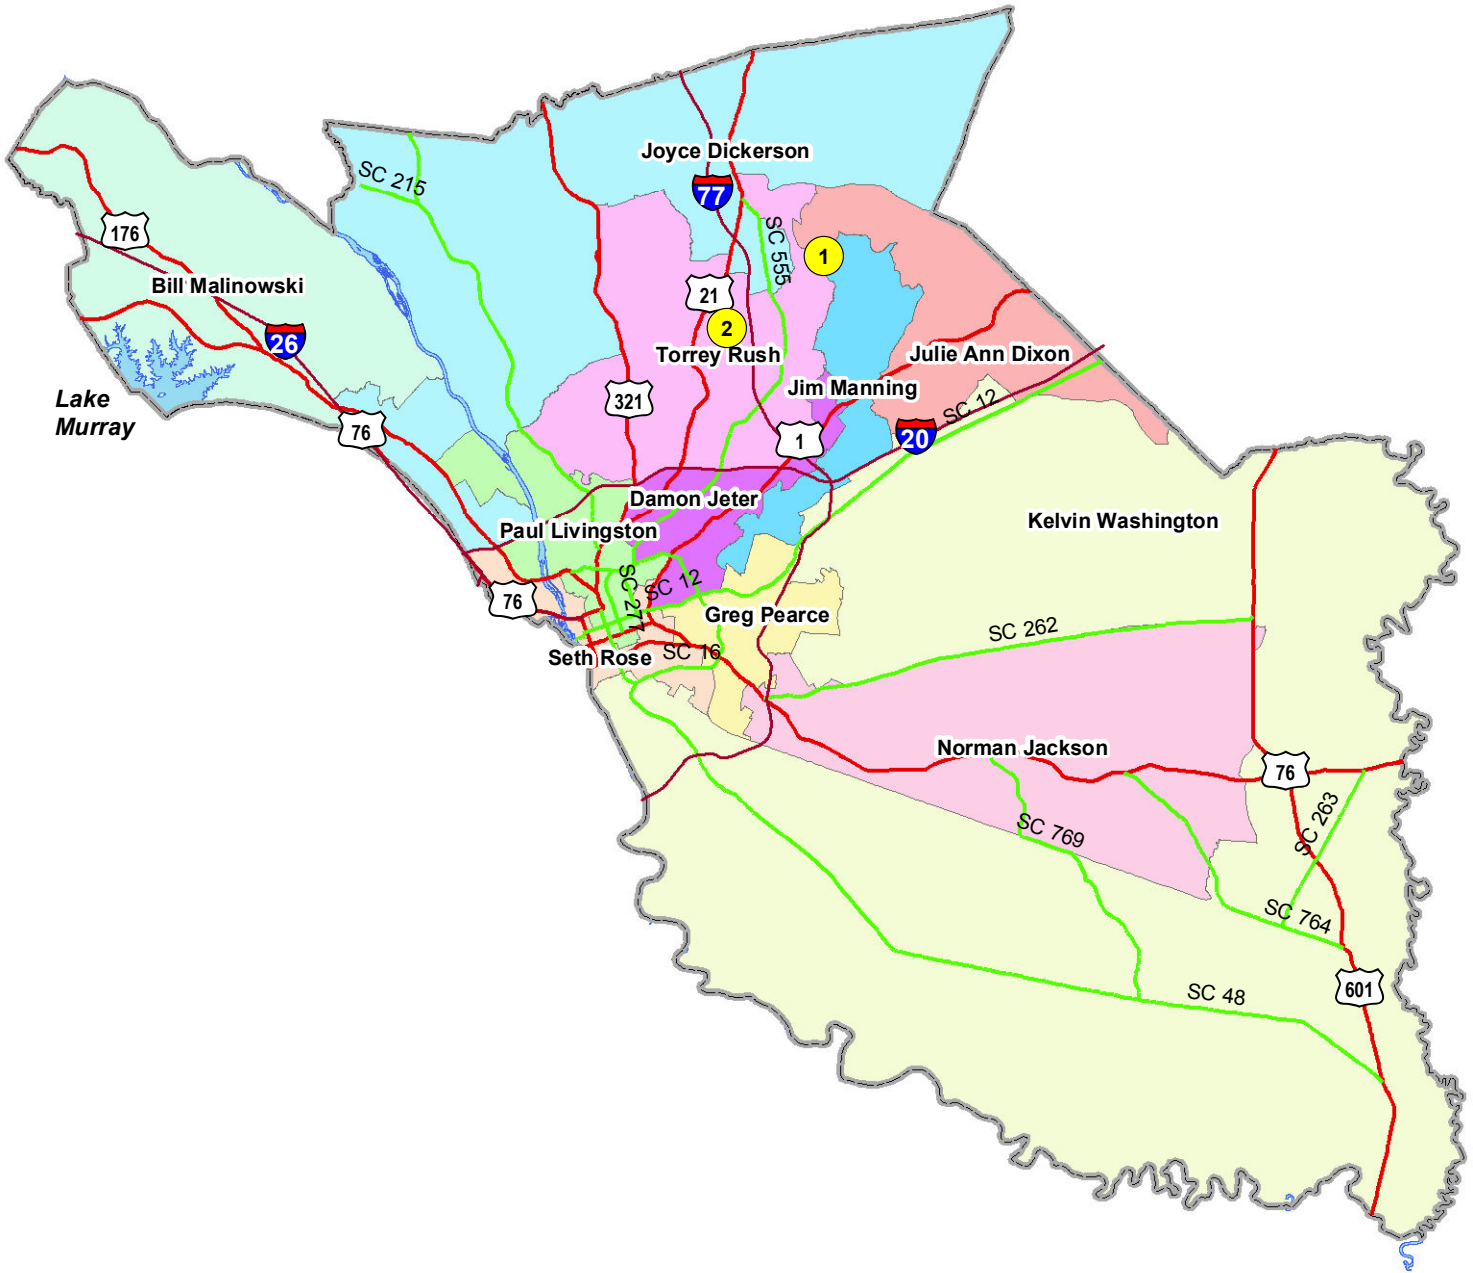 Joyce Dickerson
SC 215
77
176
SC 555
1
Bill Malinowski
21
2
26
Torrey Rush
Julie Ann Dixon
Jim Manning
Lake
Murray
321
SC 12
76
1
20
Damon Jeter
Kelvin Washington
Paul Livingston
SC 277
SC 12
76
Greg Pearce
SC 262
Seth Rose
SC 16
Norman Jackson
76
SC 769
SC 263
SC 764
SC 48
601